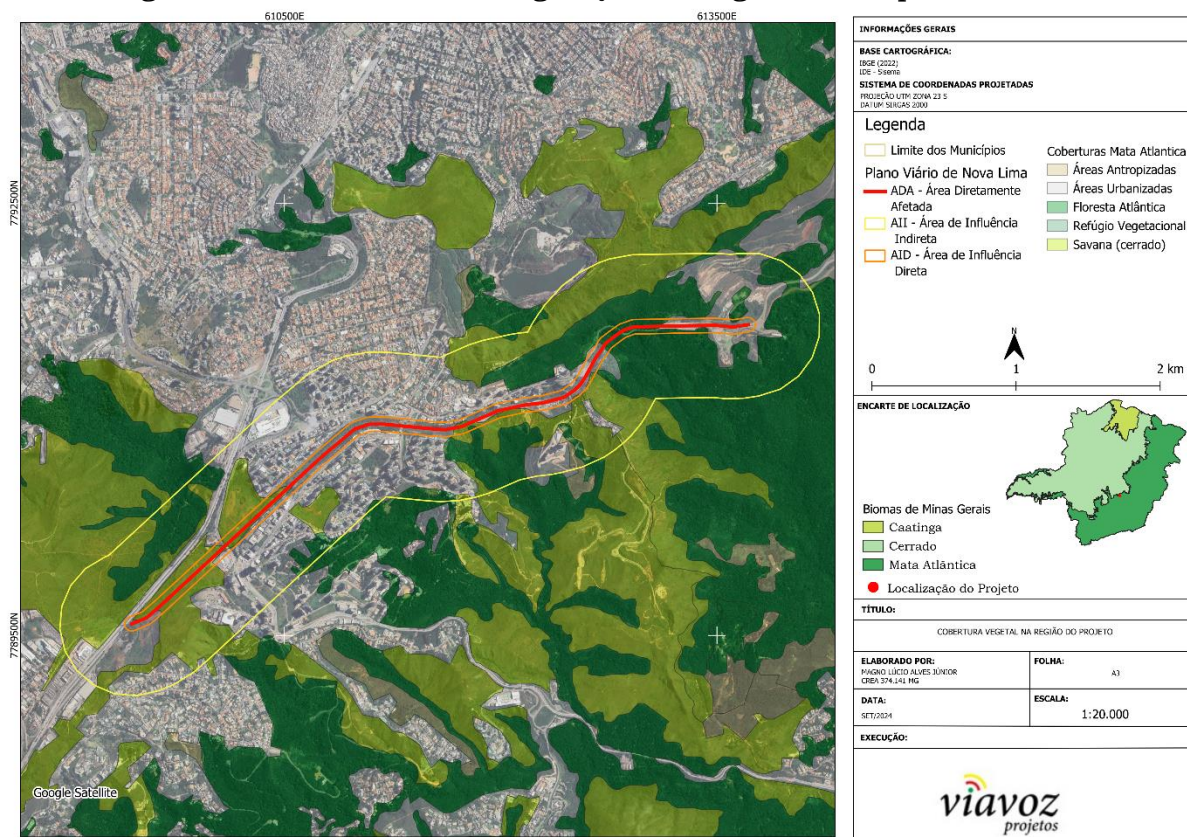 610500E
613500E
7792500N
7789500N
Google Satellite
INFORMAÇÕES GERAIS
BASE CARTOGRÁFICA:
IBGE (2022)
IDE - Sisema
SISTEMA DE COORDENADAS PROJETADAS
PROJEÇÃO UTM ZONA 23 S
DATUM SIRGAS 2000
Legenda
Limite dos Municípios
Plano Viário de Nova Lima
ADA - Área Diretamente
Afetada
AII - Área de Influência
Indireta
AID - Área de Influência
Direta
Coberturas Mata Atlantica
Áreas Antropizadas
Áreas Urbanizadas
Floresta Atlântica
Refúgio Vegetacional
Savana (cerrado)
N
0 1 2 km
ENCARTE DE LOCALIZAÇÃO
Biomas de Minas Gerais
Caatinga
Cerrado
Mata Atlântica
Localização do Projeto
TÍTULO:
COBERTURA VEGETAL NA REGIÃO DO PROJETO
ELABORADO POR:
MAGNO LÚCIO ALVES JÚNIOR
CREA 374.141 MG
FOLHA:
A3
DATA:
SET/2024
ESCALA:
1:20.000
EXECUÇÃO:
viavoz
projetos